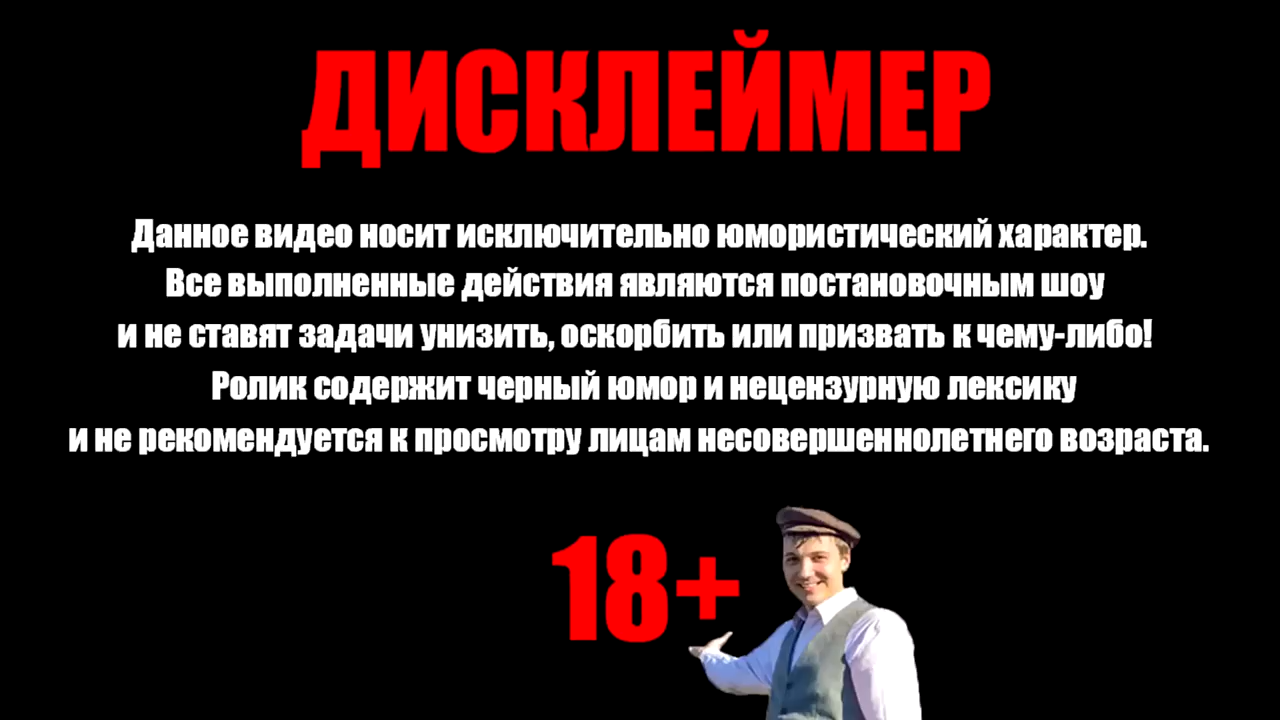 ДИСКЛЕЙМЕР
Данное видео носит исключительно юмористический характер.
Все выполненные действия являются постановочным шоу
и не ставят задачи унизить, оскорбить или призвать к чему-либо!
Ролик содержит черный юмор и нецензурную лексику
и не рекомендуется к просмотру лицам несовершеннолетнего возраста.
18+